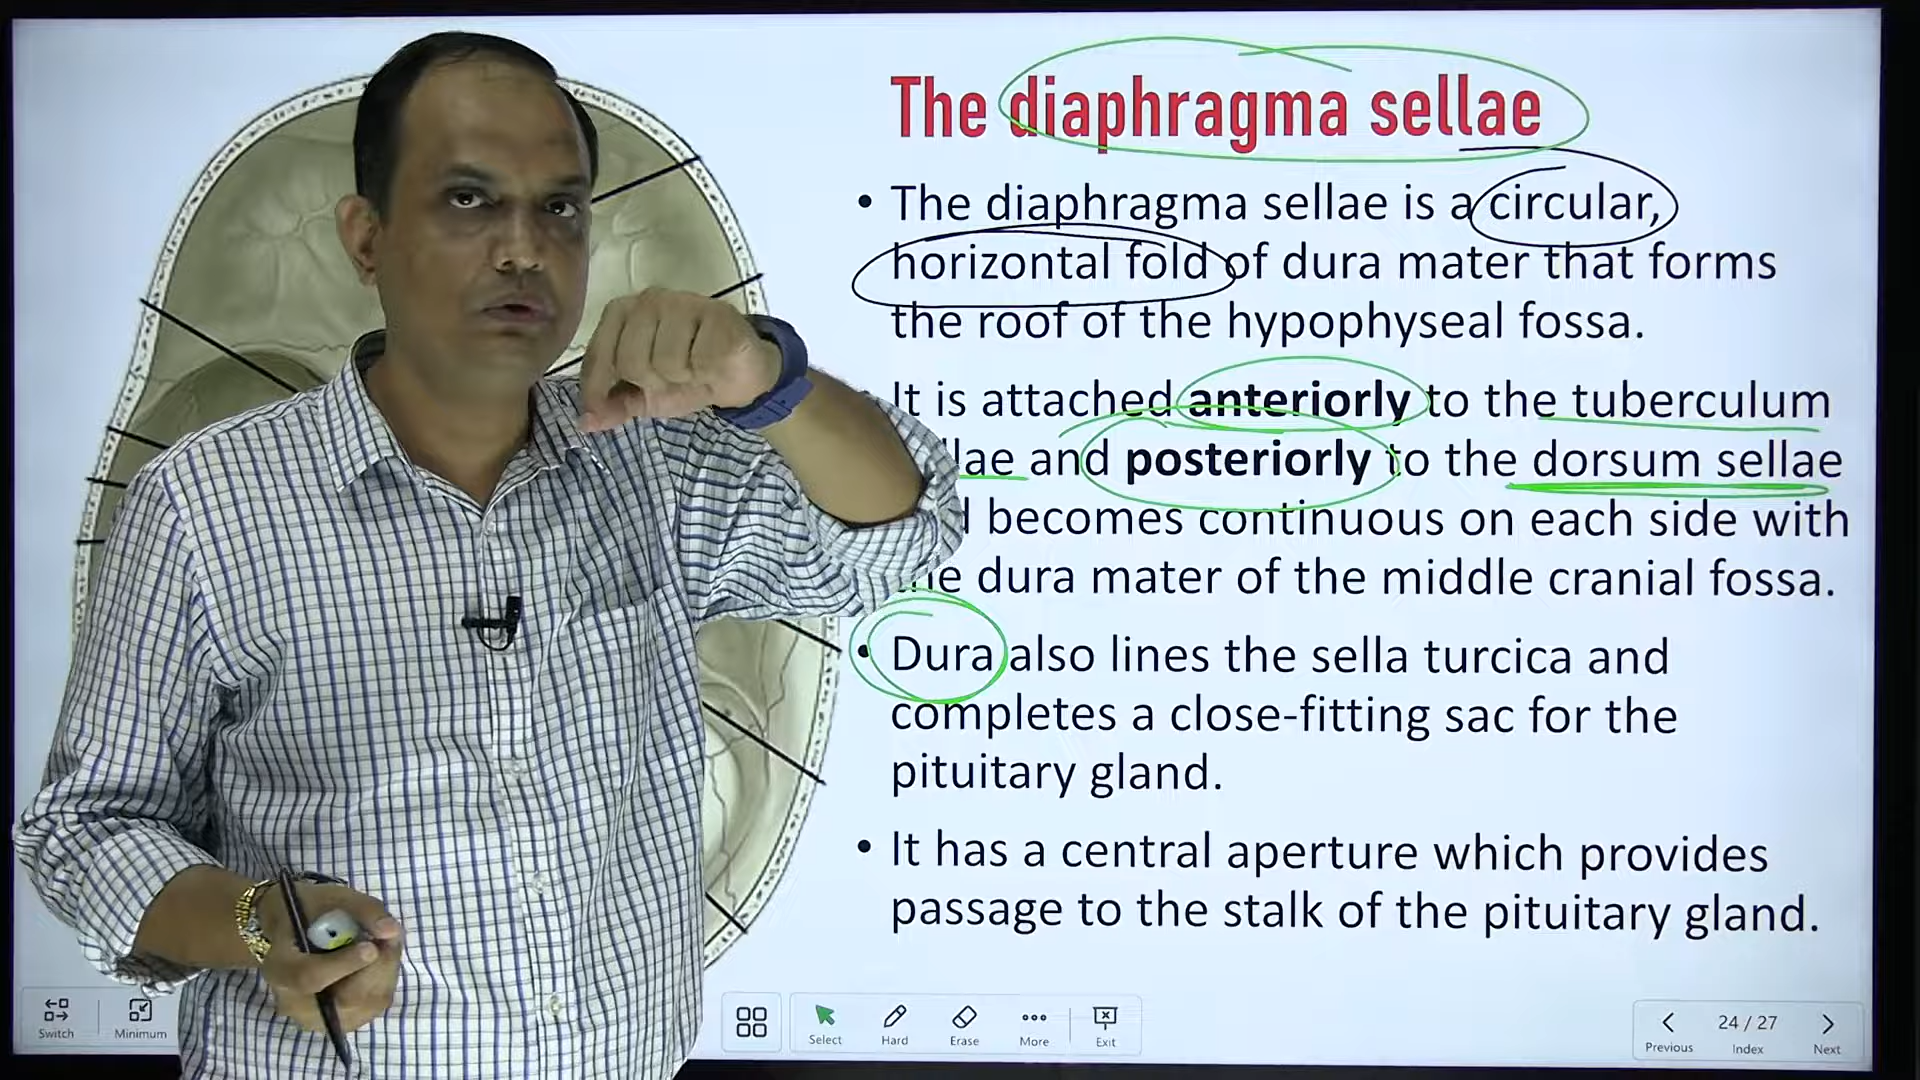 The diaphragma sellae
• The diaphragma sellae is a circular,
horizontal fold of dura mater that forms
the roof of the hypophyseal fossa.
It is attached anteriorly to the tuberculum
llae and posteriorly to the dorsum sellae
d becomes continuous on each side with
the dura mater of the middle cranial fossa.
• Dura also lines the sella turcica and
completes a close-fitting sac for the
pituitary gland.
• It has a central aperture which provides
passage to the stalk of the pituitary gland.
Switch
Minimum
Select
Hard
Erase
More
Exit
Previous
24 / 27
Index
Next